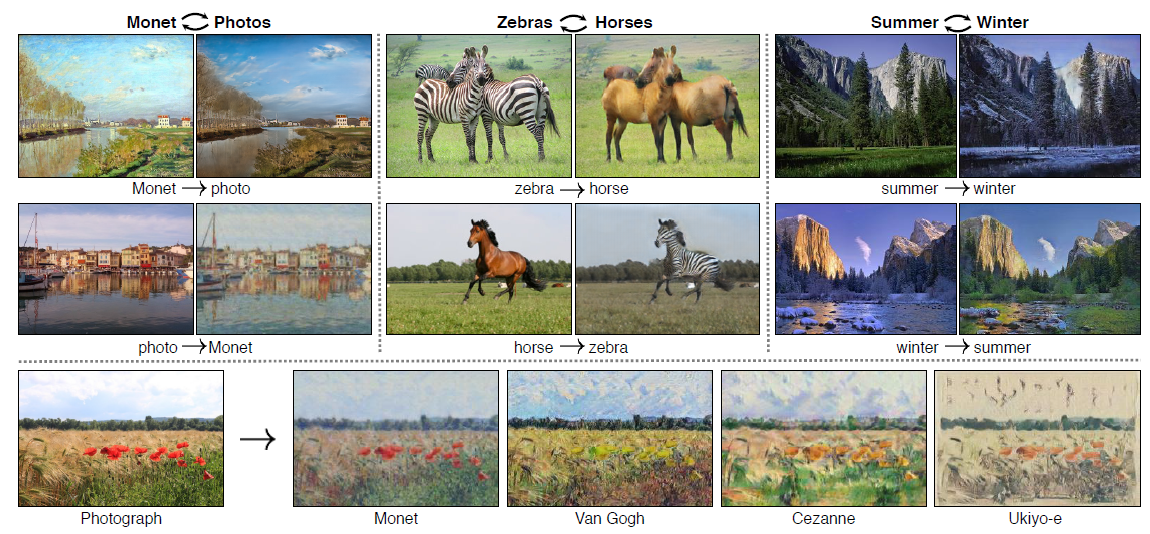 Monet Photos
Zebras Horses
Summer Winter
Monet → photo
zebra → horse
summer → winter
photo → Monet
horse → zebra
winter → summer
Photograph
Monet
Van Gogh
Cezanne
Ukiyo-e